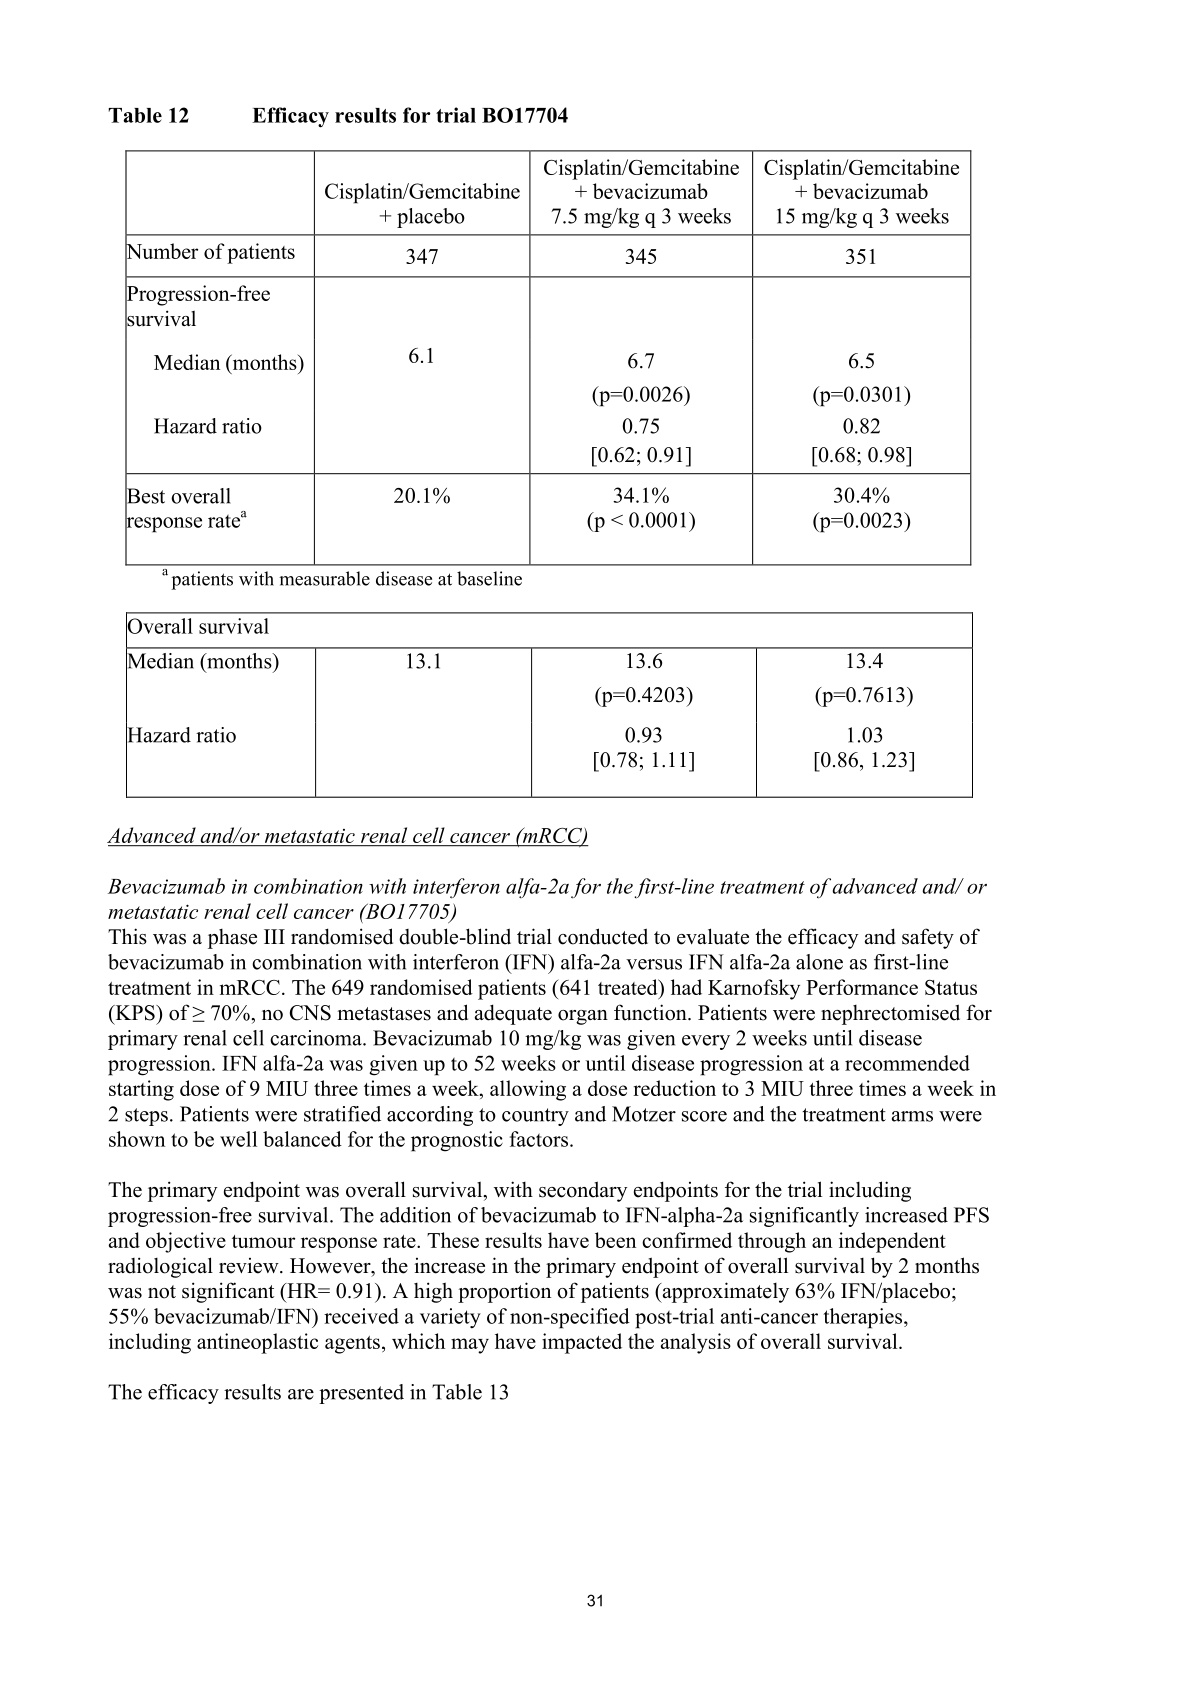 Table 12 Efficacy results for trial BO17704
Cisplatin/Gemcitabine
+ placebo
Cisplatin/Gemcitabine
+ bevacizumab
7.5 mg/kg q 3 weeks
Cisplatin/Gemcitabine
+ bevacizumab
15 mg/kg q 3 weeks
Number of patients 347 345 351
Progression-free
survival
Median (months) 6.1 6.7 6.5
(p=0.0026) (p=0.0301)
Hazard ratio 0.75 0.82
[0.62; 0.91] [0.68; 0.98]
Best overall 20.1% 34.1% 30.4%
response rateᵃ (p < 0.0001) (p=0.0023)
ᵃ patients with measurable disease at baseline
Overall survival
Median (months) 13.1 13.6 13.4
(p=0.4203) (p=0.7613)
Hazard ratio 0.93 1.03
[0.78; 1.11] [0.86, 1.23]
Advanced and/or metastatic renal cell cancer (mRCC)
Bevacizumab in combination with interferon alfa-2a for the first-line treatment of advanced and/ or
metastatic renal cell cancer (BO17705)
This was a phase III randomised double-blind trial conducted to evaluate the efficacy and safety of
bevacizumab in combination with interferon (IFN) alfa-2a versus IFN alfa-2a alone as first-line
treatment in mRCC. The 649 randomised patients (641 treated) had Karnofsky Performance Status
(KPS) of ≥ 70%, no CNS metastases and adequate organ function. Patients were nephrectomised for
primary renal cell carcinoma. Bevacizumab 10 mg/kg was given every 2 weeks until disease
progression. IFN alfa-2a was given up to 52 weeks or until disease progression at a recommended
starting dose of 9 MIU three times a week, allowing a dose reduction to 3 MIU three times a week in
2 steps. Patients were stratified according to country and Motzer score and the treatment arms were
shown to be well balanced for the prognostic factors.
The primary endpoint was overall survival, with secondary endpoints for the trial including
progression-free survival. The addition of bevacizumab to IFN-alpha-2a significantly increased PFS
and objective tumour response rate. These results have been confirmed through an independent
radiological review. However, the increase in the primary endpoint of overall survival by 2 months
was not significant (HR= 0.91). A high proportion of patients (approximately 63% IFN/placebo;
55% bevacizumab/IFN) received a variety of non-specified post-trial anti-cancer therapies,
including antineoplastic agents, which may have impacted the analysis of overall survival.
The efficacy results are presented in Table 13
31